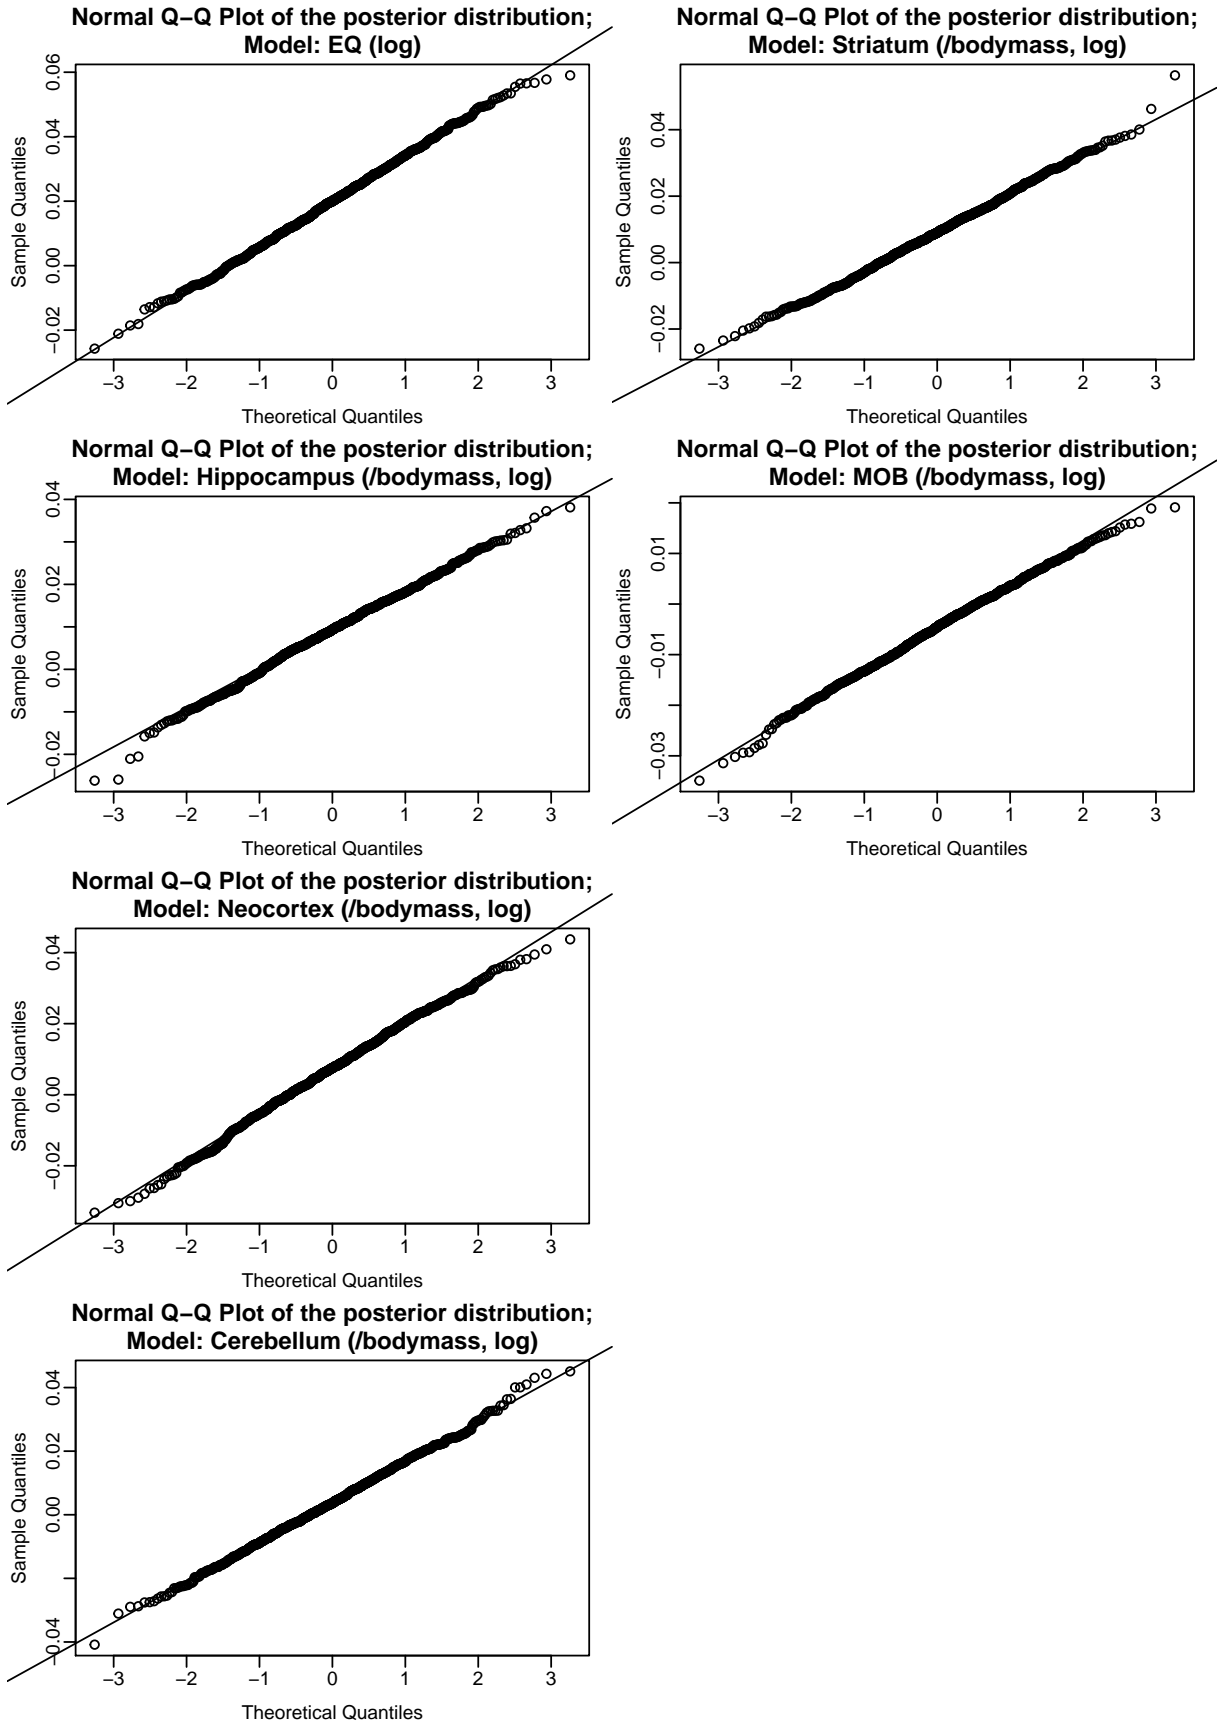 Normal Q−Q Plot of the posterior distribution;
Model: EQ (log)
Sample Quantiles
−0.02 0.00 0.02 0.04 0.06
−3 −2 −1 0 1 2 3
Theoretical Quantiles
Normal Q−Q Plot of the posterior distribution;
Model: Striatum (/bodymass, log)
Sample Quantiles
−0.02 0.00 0.02 0.04
−3 −2 −1 0 1 2 3
Theoretical Quantiles
Normal Q−Q Plot of the posterior distribution;
Model: Hippocampus (/bodymass, log)
Sample Quantiles
−0.02 0.00 0.02 0.04
−3 −2 −1 0 1 2 3
Theoretical Quantiles
Normal Q−Q Plot of the posterior distribution;
Model: MOB (/bodymass, log)
Sample Quantiles
−0.03 −0.01 0.01
−3 −2 −1 0 1 2 3
Theoretical Quantiles
Normal Q−Q Plot of the posterior distribution;
Model: Neocortex (/bodymass, log)
Sample Quantiles
−0.02 0.00 0.02 0.04
−3 −2 −1 0 1 2 3
Theoretical Quantiles
Normal Q−Q Plot of the posterior distribution;
Model: Cerebellum (/bodymass, log)
Sample Quantiles
−0.04 0.00 0.02 0.04
−3 −2 −1 0 1 2 3
Theoretical Quantiles